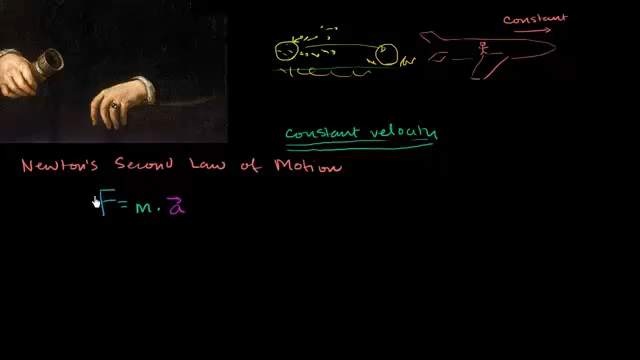 constant
constant velocity
Newton's Second Law of Motion
F = m · a⃗